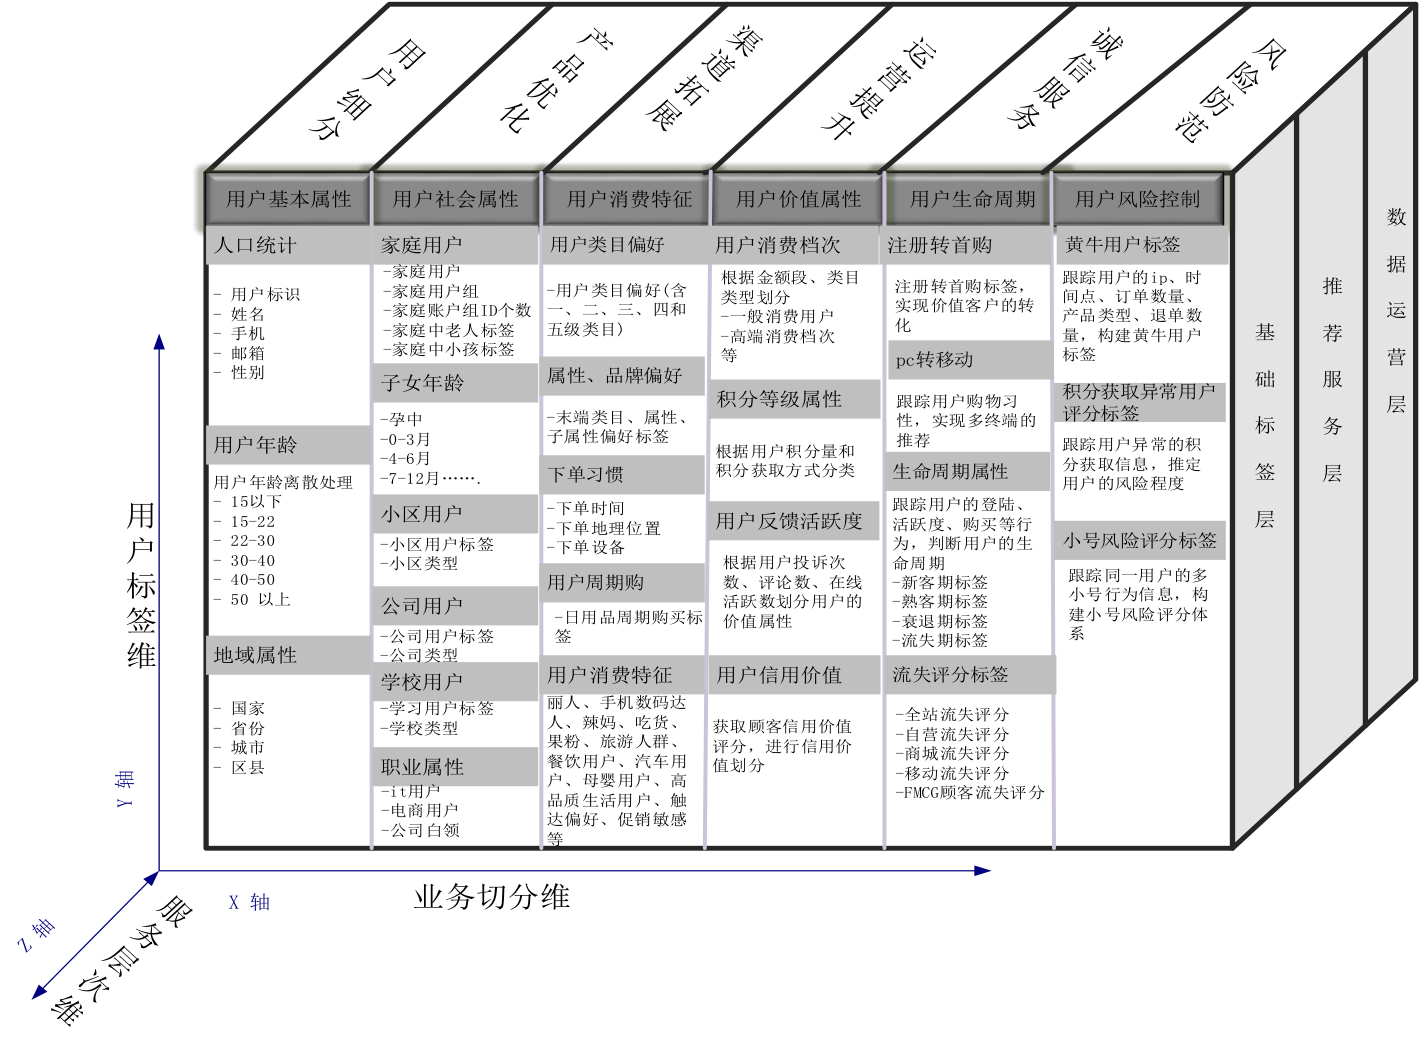 用户细分
产品优化
渠道拓展
运营提升
诚信服务
风险防范
用户基本属性
用户社会属性
用户消费特征
用户价值属性
用户生命周期
用户风险控制
人口统计
- 用户标识
- 姓名
- 手机
- 邮箱
- 性别
用户年龄
用户年龄离散处理
- 15以下
- 15-22
- 22-30
- 30-40
- 40-50
- 50 以上
地域属性
- 国家
- 省份
- 城市
- 区县
家庭用户
-家庭用户
-家庭用户组
-家庭账户组ID个数
-家庭中老人标签
-家庭中小孩标签
子女年龄
-孕中
-0-3月
-4-6月
-7-12月…….
小区用户
-小区用户标签
-小区类型
公司用户
-公司用户标签
-公司类型
学校用户
-学习用户标签
-学校类型
职业属性
-it用户
-电商用户
-公司白领
用户类目偏好
-用户类目偏好(含
一、二、三、四和
五级类目)
属性、品牌偏好
-末端类目、属性、
子属性偏好标签
下单习惯
-下单时间
-下单地理位置
-下单设备
用户周期购
-日用品周期购买标
签
用户消费特征
丽人、手机数码达
人、辣妈、吃货、
果粉、旅游人群、
餐饮用户、汽车用
户、母婴用户、高
品质生活用户、触
达偏好、促销敏感
等
用户消费档次
根据金额段、类目
类型划分
-一般消费用户
-高端消费档次
等
积分等级属性
根据用户积分量和
积分获取方式分类
用户反馈活跃度
根据用户投诉次
数、评论数、在线
活跃数划分用户的
价值属性
用户信用价值
获取顾客信用价值
评分，进行信用价
值划分
注册转首购
注册转首购标签，
实现价值客户的转
化
pc转移动
跟踪用户购物习
性，实现多终端的
推荐
生命周期属性
跟踪用户的登陆、
活跃度、购买等行
为，判断用户的生
命周期
-新客期标签
-熟客期标签
-衰退期标签
-流失期标签
流失评分标签
-全站流失评分
-自营流失评分
-商城流失评分
-移动流失评分
-FMCG顾客流失评分
黄牛用户标签
跟踪用户的ip、时
间点、订单数量、
产品类型、退单数
量，构建黄牛用户
标签
积分获取异常用户
评分标签
跟踪用户异常的积
分获取信息，推定
用户的风险程度
小号风险评分标签
跟踪同一用户的多
小号行为信息，构
建小号风险评分体
系
基础标签层
推荐服务层
数据运营层
用户标签维
Y 轴
X 轴
业务切分维
Z 轴
服务层次维